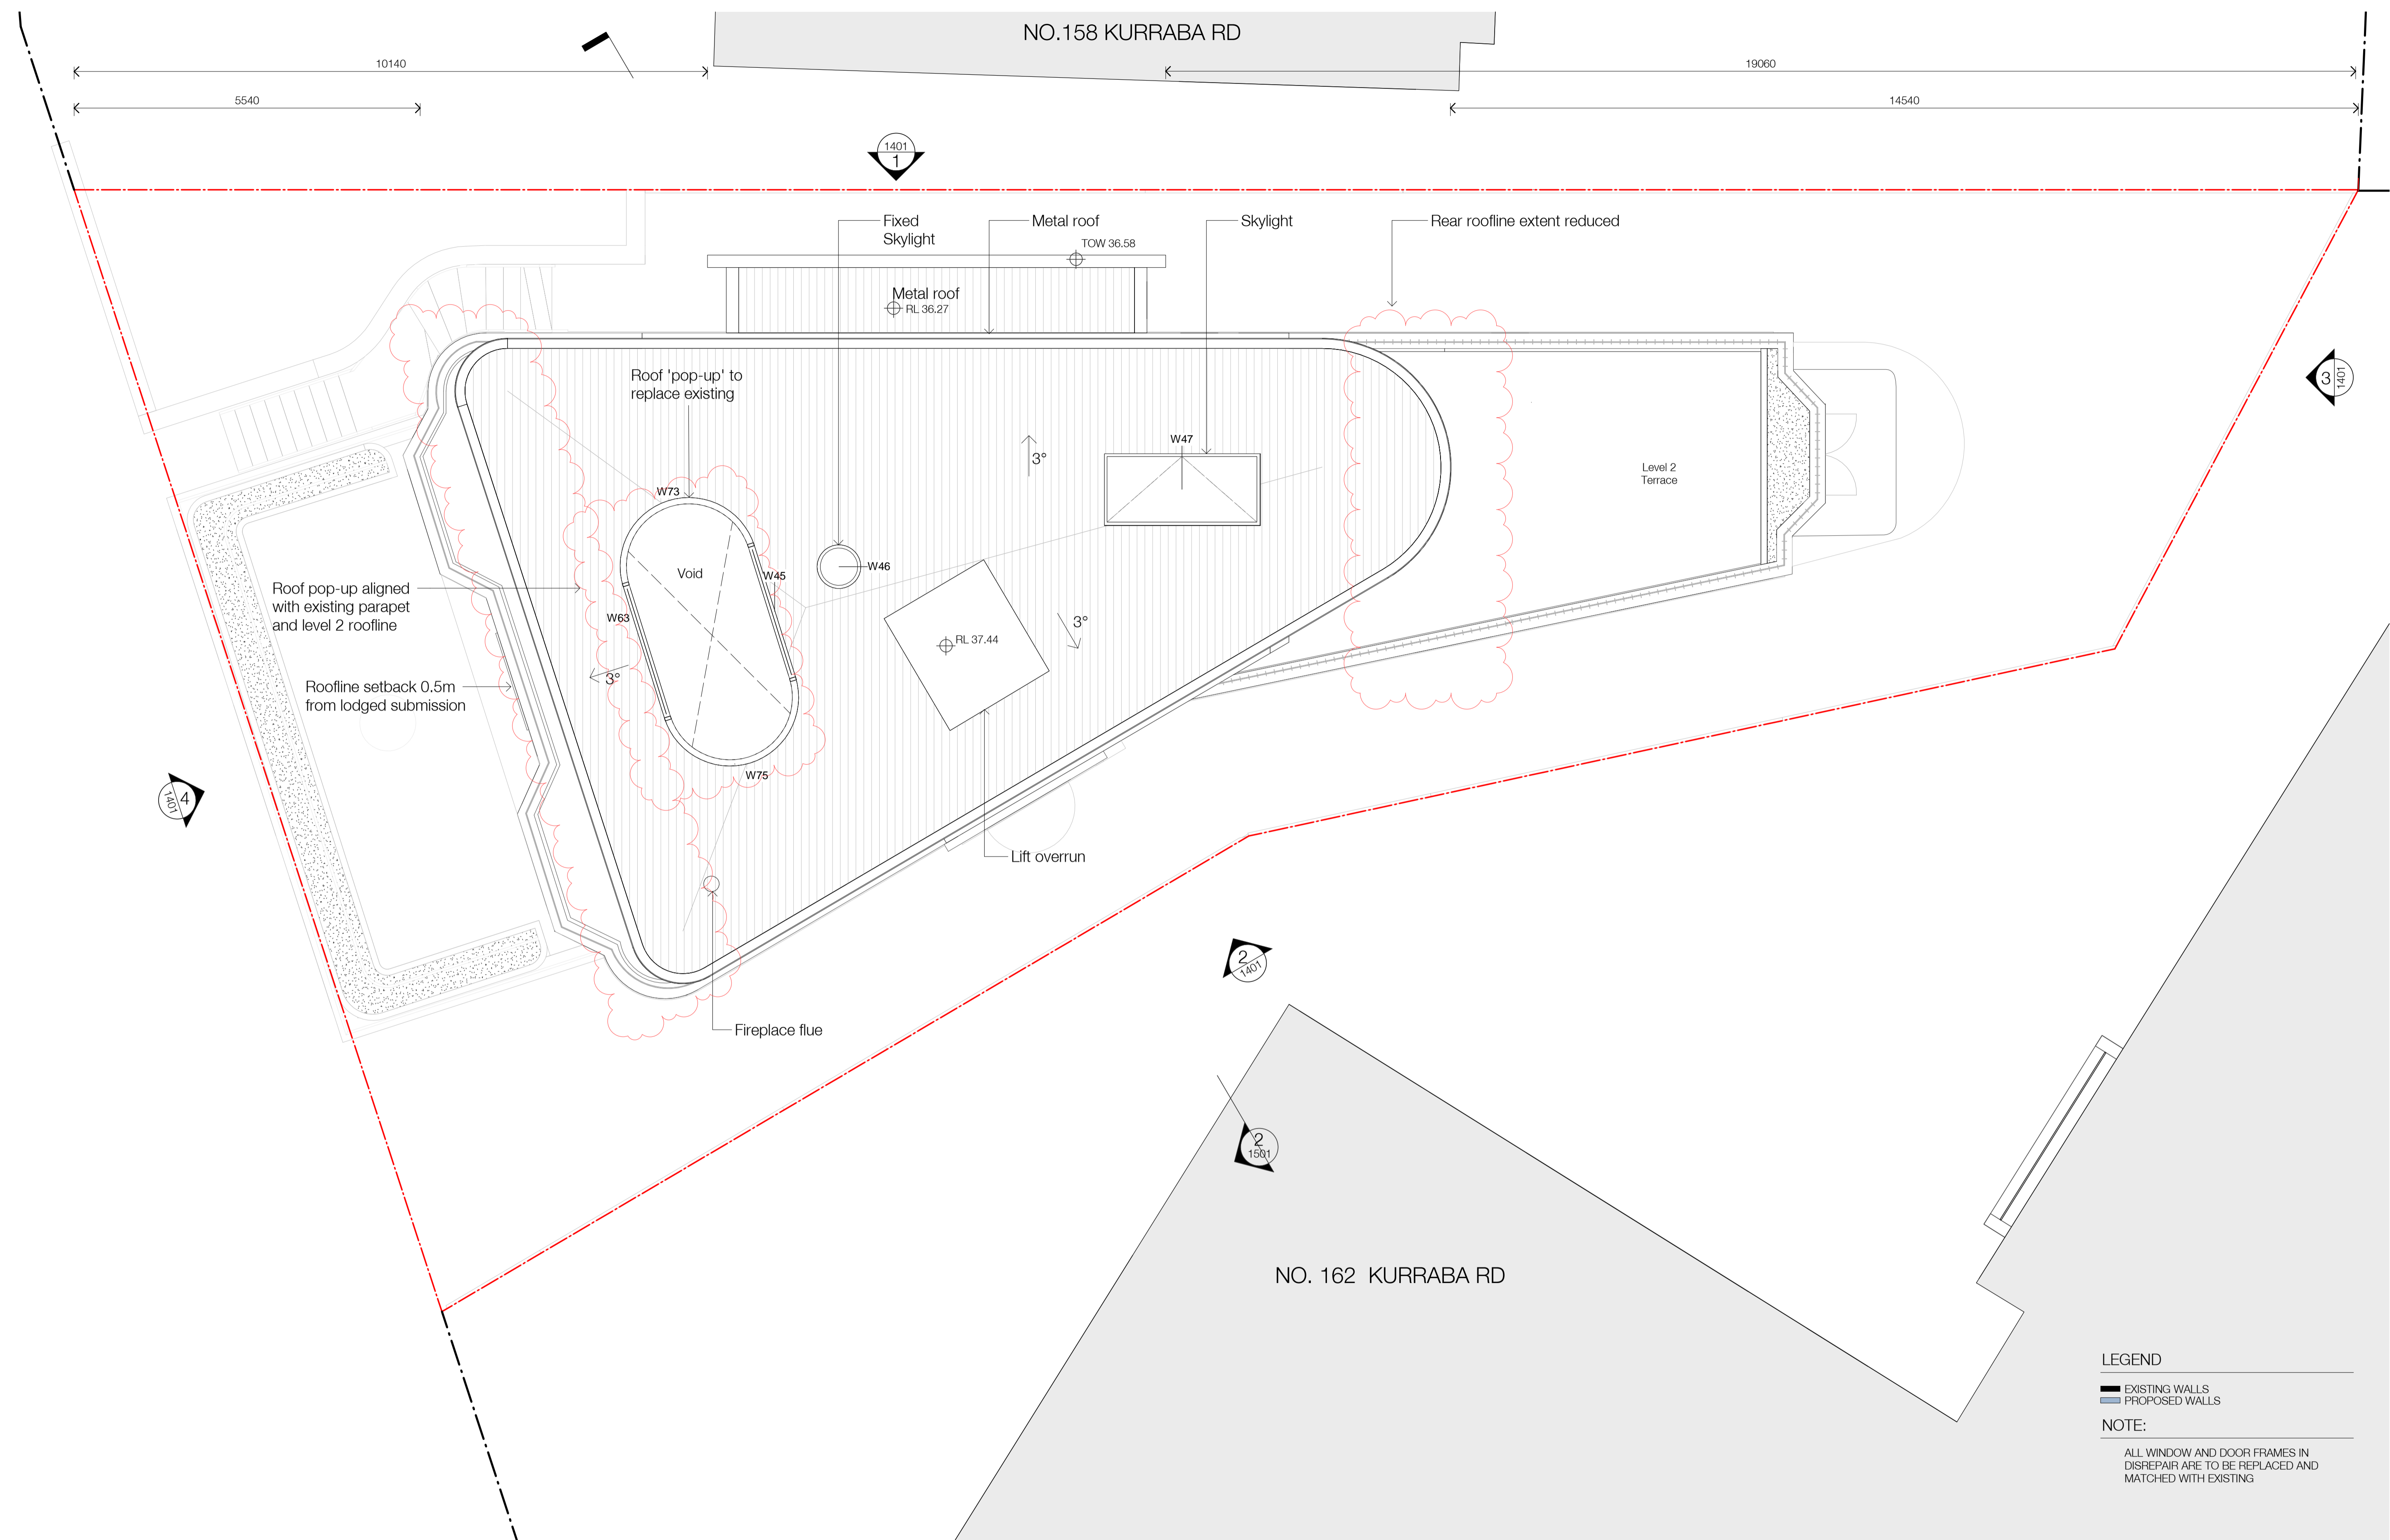 NO.158 KURRABA RD
10140
19060
5540
14540
1401
1
Fixed
Skylight
Metal roof
Skylight
Rear roofline extent reduced
TOW 36.58
Metal roof
RL 36.27
Roof 'pop-up' to
replace existing
3
1401
W47
3°
Level 2
Terrace
W73
Void
W45
W46
W63
Roof pop-up aligned
with existing parapet
and level 2 roofline
3°
RL 37.44
3°
Roofline setback 0.5m
from lodged submission
W75
4
1401
Lift overrun
2
1401
Fireplace flue
2
1501
NO. 162 KURRABA RD
LEGEND
EXISTING WALLS
PROPOSED WALLS
NOTE:
ALL WINDOW AND DOOR FRAMES IN
DISREPAIR ARE TO BE REPLACED AND
MATCHED WITH EXISTING